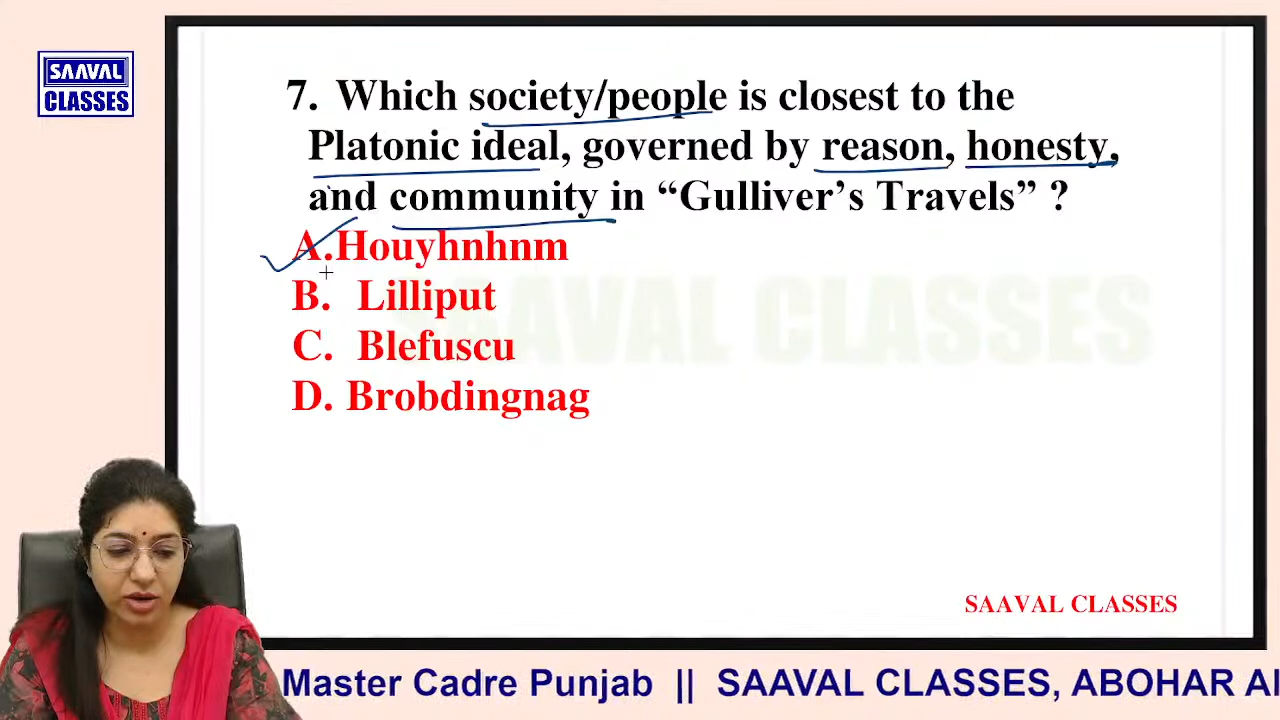 SAAVAL
CLASSES
7. Which society/people is closest to the
Platonic ideal, governed by reason, honesty,
and community in “Gulliver’s Travels” ?
A.Houyhnhnm
B. Lilliput
C. Blefuscu
D. Brobdingnag
SAAVAL CLASSES
SAAVAL CLASSES
Master Cadre Punjab || SAAVAL CLASSES, ABOHAR